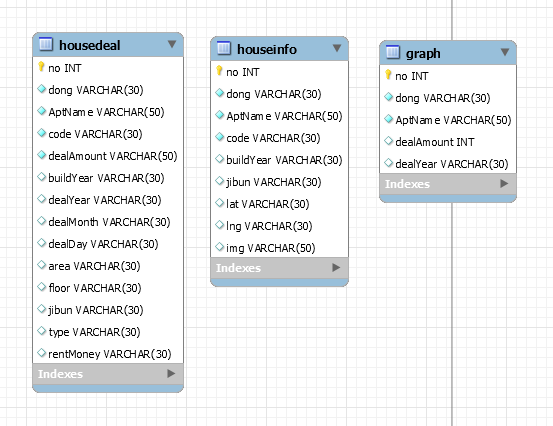 housedeal
no INT
dong VARCHAR(30)
AptName VARCHAR(50)
code VARCHAR(30)
dealAmount VARCHAR(50)
buildYear VARCHAR(30)
dealYear VARCHAR(30)
dealMonth VARCHAR(30)
dealDay VARCHAR(30)
area VARCHAR(30)
floor VARCHAR(30)
jibun VARCHAR(30)
type VARCHAR(30)
rentMoney VARCHAR(30)
Indexes
houseinfo
no INT
dong VARCHAR(30)
AptName VARCHAR(50)
code VARCHAR(30)
buildYear VARCHAR(30)
jibun VARCHAR(30)
lat VARCHAR(30)
lng VARCHAR(30)
img VARCHAR(50)
Indexes
graph
no INT
dong VARCHAR(30)
AptName VARCHAR(50)
dealAmount INT
dealYear VARCHAR(30)
Indexes